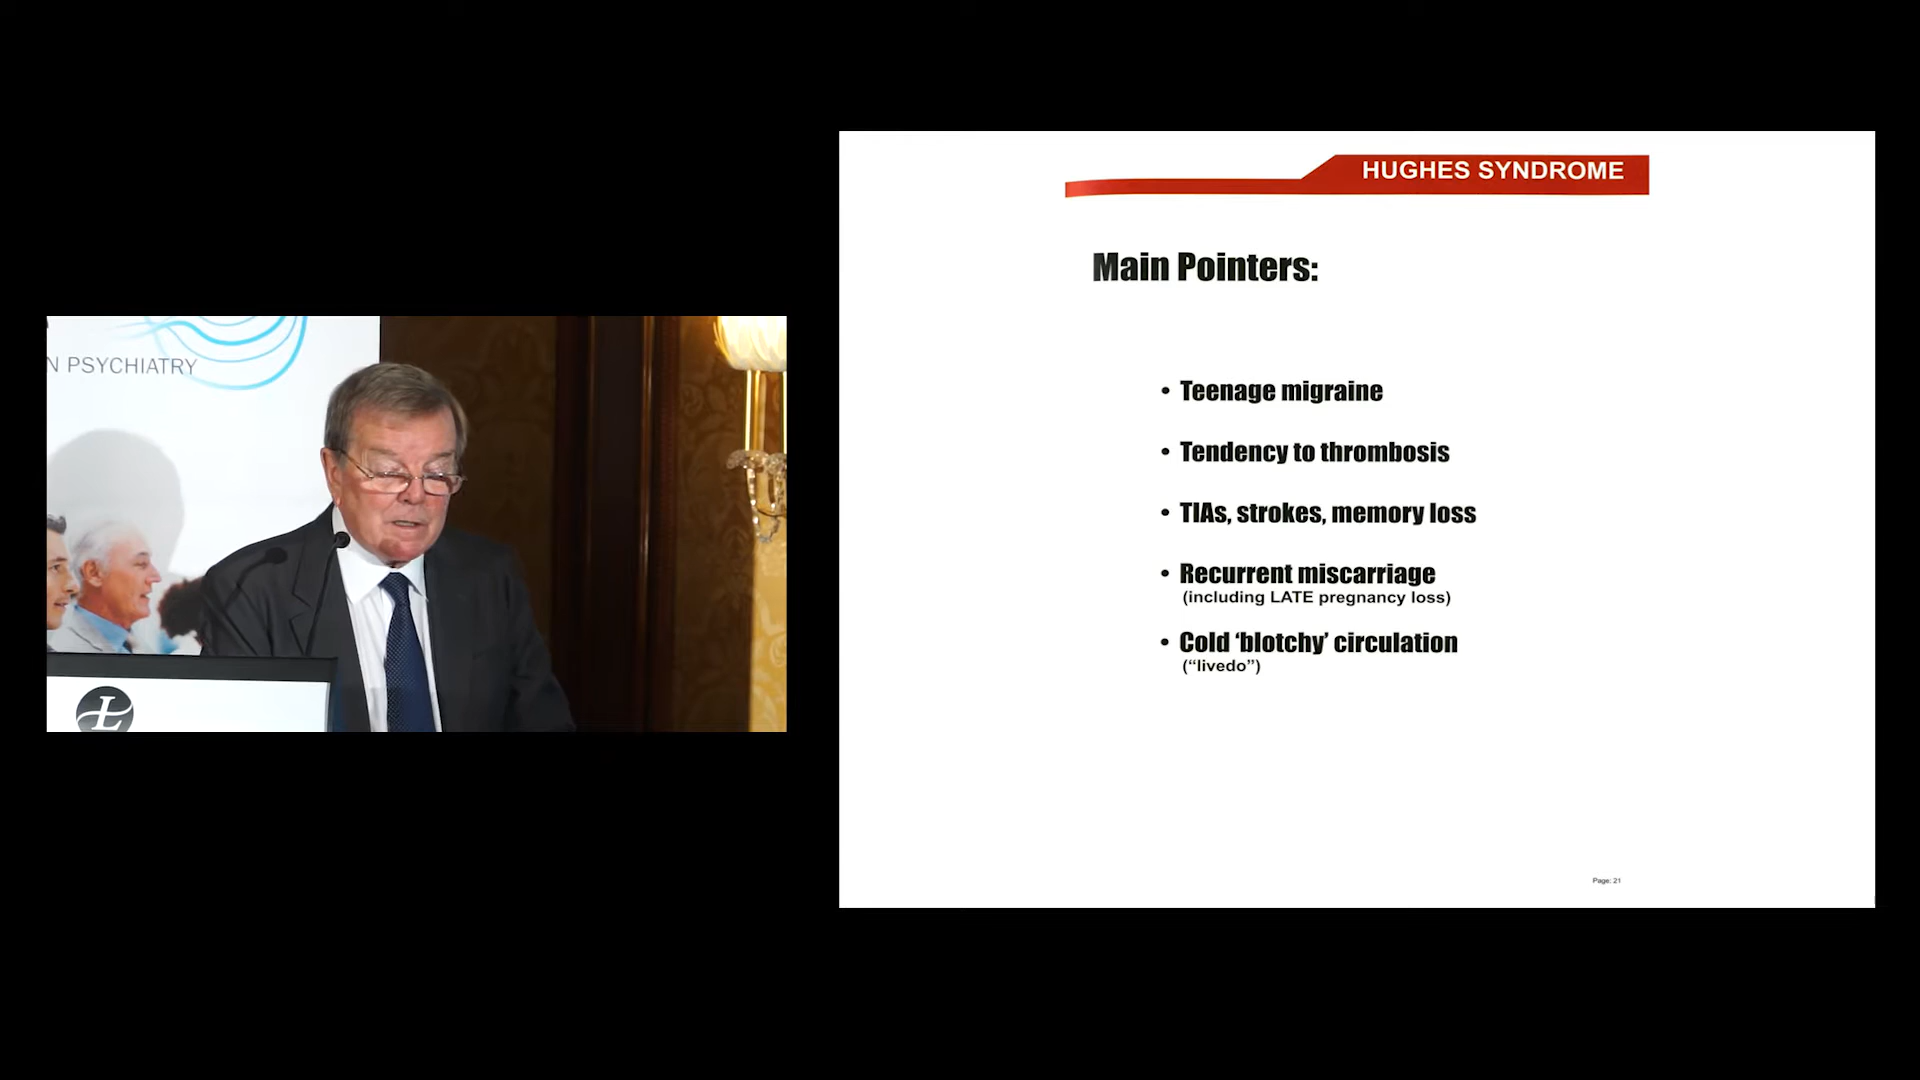 N PSYCHIATRY
L
HUGHES SYNDROME
Main Pointers:
• Teenage migraine
• Tendency to thrombosis
• TIAs, strokes, memory loss
• Recurrent miscarriage
(including LATE pregnancy loss)
• Cold ‘blotchy’ circulation
(“livedo”)
Page: 21